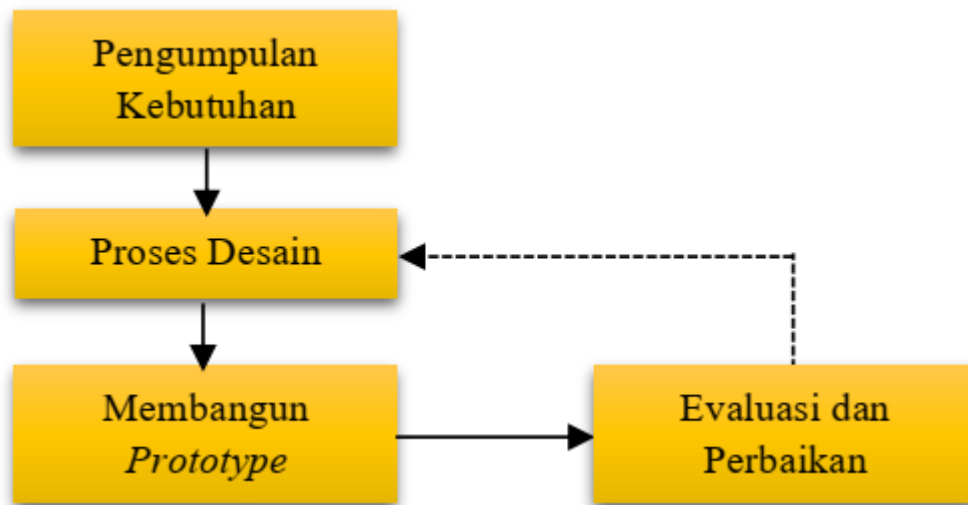 Pengumpulan
Kebutuhan
Proses Desain
Membangun
Prototype
Evaluasi dan
Perbaikan